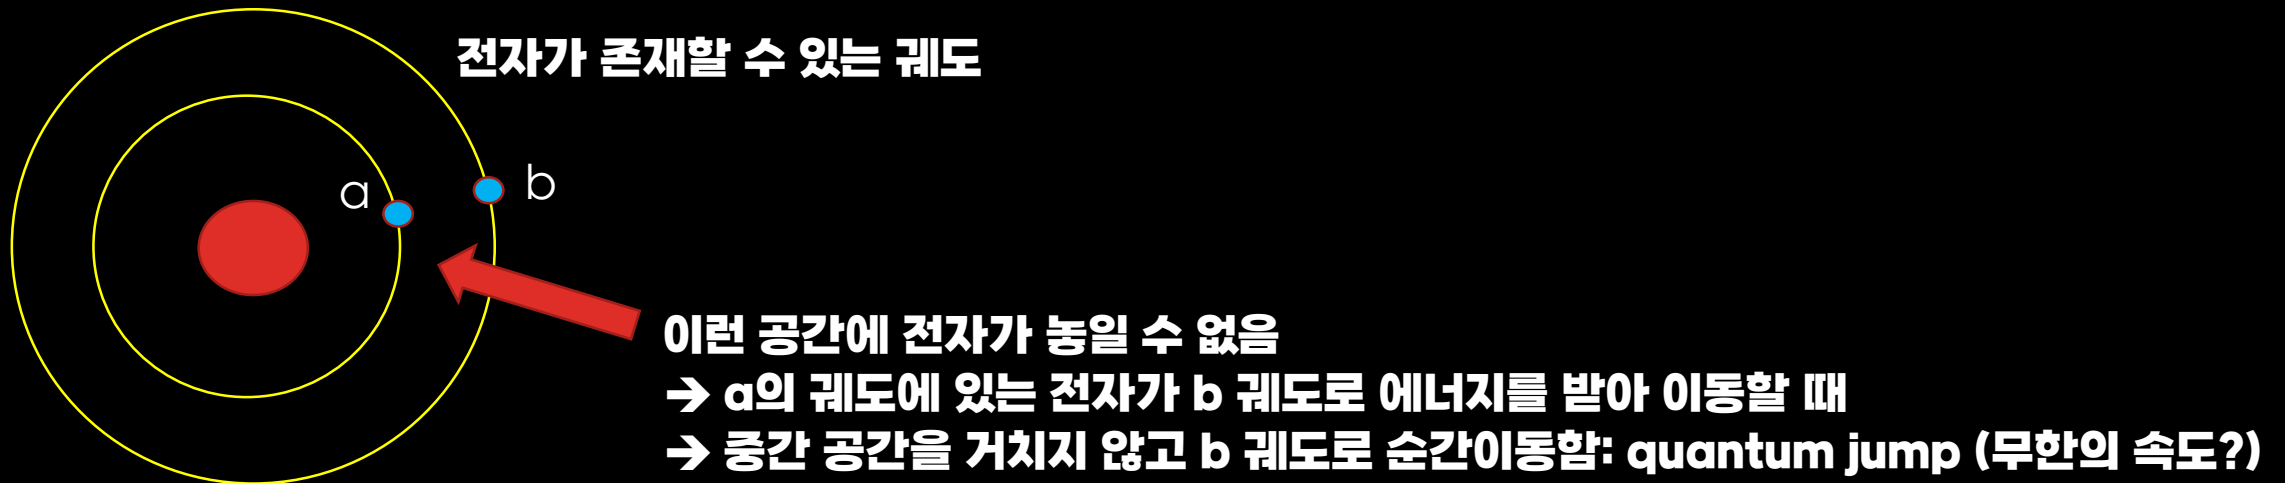 전자가 존재할 수 있는 궤도
a
b
이런 공간에 전자가 놓일 수 없음
→ a의 궤도에 있는 전자가 b 궤도로 에너지를 받아 이동할 때
→ 중간 공간을 거치지 않고 b 궤도로 순간이동함: quantum jump (무한의 속도?)